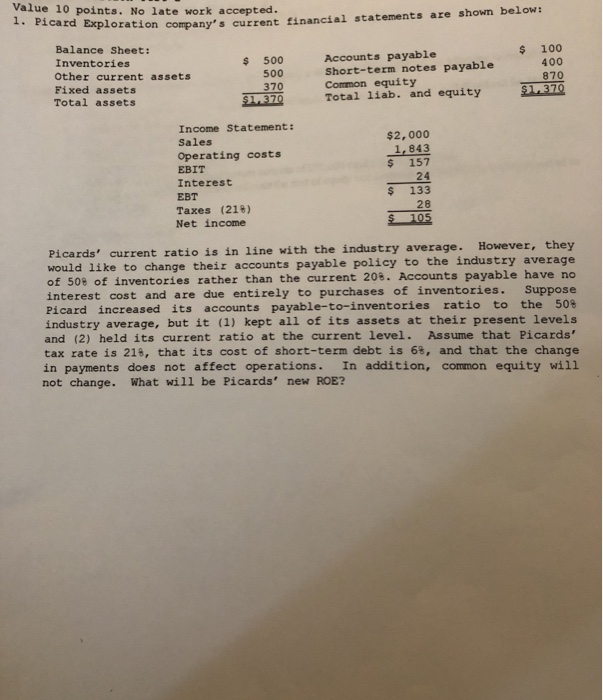 Value 10 points. No late work accepted.
1. Picard Exploration company's current financial statements are shown below:
Balance Sheet:
Inventories $ 500 Accounts payable $ 100
Other current assets 500 Short-term notes payable 400
Fixed assets 370 Common equity 870
Total assets $1,370 Total liab. and equity $1,370
Income Statement:
Sales $2,000
Operating costs 1,843
EBIT $ 157
Interest 24
EBT $ 133
Taxes (21%) 28
Net income $ 105
Picards' current ratio is in line with the industry average. However, they
would like to change their accounts payable policy to the industry average
of 50% of inventories rather than the current 20%. Accounts payable have no
interest cost and are due entirely to purchases of inventories. Suppose
Picard increased its accounts payable-to-inventories ratio to the 50%
industry average, but it (1) kept all of its assets at their present levels
and (2) held its current ratio at the current level. Assume that Picards'
tax rate is 21%, that its cost of short-term debt is 6%, and that the change
in payments does not affect operations. In addition, common equity will
not change. What will be Picards' new ROE?